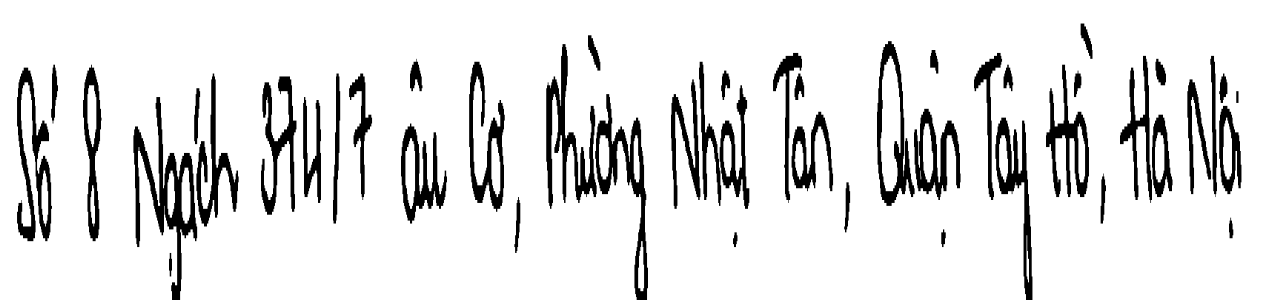 Số 8 Ngách 374/7 âu Cơ, Phường Nhật Tân, Quận Tây Hồ, Hà Nội